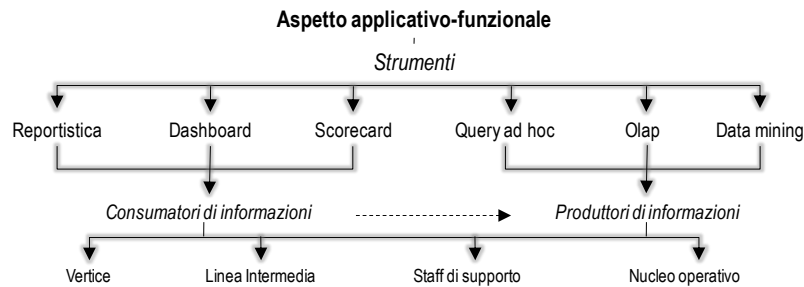 Aspetto applicativo-funzionale
Strumenti
Reportistica Dashboard Scorecard Query ad hoc Olap Data mining
Consumatori di informazioni Produttori di informazioni
Vertice Linea Intermedia Staff di supporto Nucleo operativo